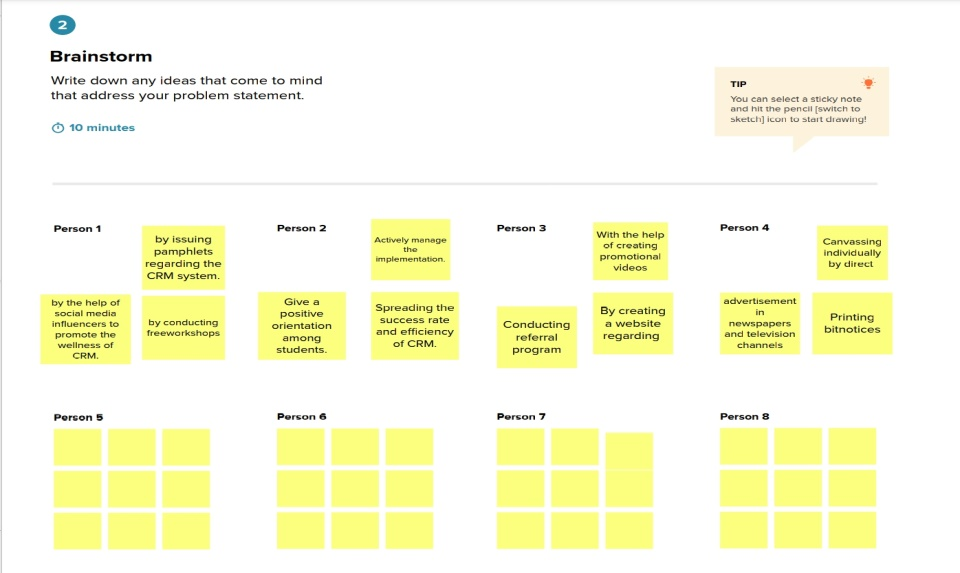 2
Brainstorm
Write down any ideas that come to mind
that address your problem statement.
10 minutes
TIP
You can select a sticky note
and hit the pencil [switch to
sketch] icon to start drawing!
Person 1
by issuing
pamphlets
regarding the
CRM system.
by the help of
social media
influencers to
promote the
wellness of
CRM.
by conducting
freeworkshops
Person 2
Actively manage
the
implementation.
Give a
positive
orientation
among
students.
Spreading the
success rate
and efficiency
of CRM.
Person 3
With the help
of creating
promotional
videos
Conducting
referral
program
By creating
a website
regarding
Person 4
Canvassing
individually
by direct
advertisement
in
newspapers
and television
channels
Printing
bitnotices
Person 5
Person 6
Person 7
Person 8